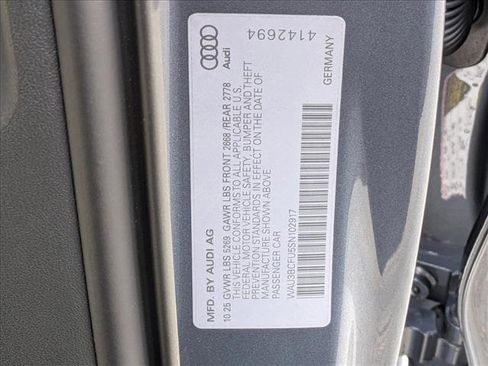 Audi
4142694
MFD. BY AUDI AG
10.25 GVWR LBS 5269 GAWR LBS FRONT 2868 /REAR 2778
THIS VEHICLE CONFORMS TO ALL APPLICABLE U.S.
FEDERAL MOTOR VEHICLE SAFETY, BUMPER AND THEFT
PREVENTION STANDARDS IN EFFECT ON THE DATE OF
MANUFACTURE SHOWN ABOVE
PASSENGER CAR
WAU3BCFU5SN102917
GERMANY